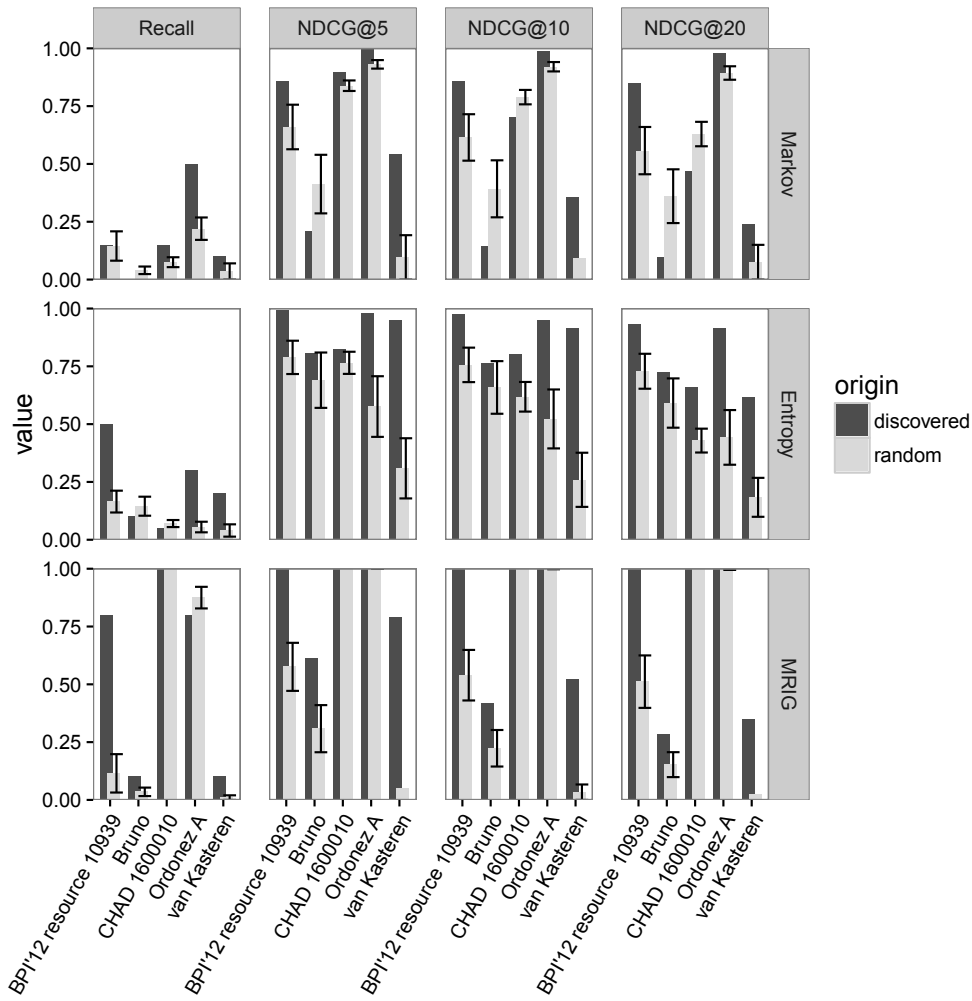 Recall NDCG@5 NDCG@10 NDCG@20
1.00
0.75
0.50
0.25
0.00
Markov
1.00
0.75
0.50
0.25
0.00
Entropy
value
origin
discovered
random
1.00
0.75
0.50
0.25
0.00
MRIG
BPI'12 resource 10939
Bruno
CHAD 1600010
Ordonez A
van Kasteren
BPI'12 resource 10939
Bruno
CHAD 1600010
Ordonez A
van Kasteren
BPI'12 resource 10939
Bruno
CHAD 1600010
Ordonez A
van Kasteren
BPI'12 resource 10939
Bruno
CHAD 1600010
Ordonez A
van Kasteren